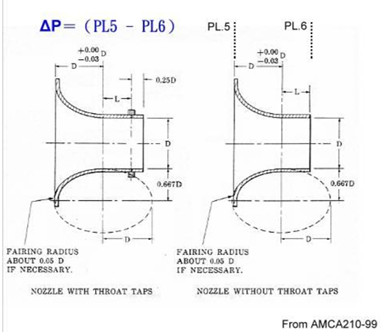 ΔP= (PL5 - PL6)
PL.5
PL.6
+0.00
-0.03 D
D
0.25D
L
D
0.667D
D
FAIRING RADIUS
ABOUT 0.05 D
IF NECESSARY.
NOZZLE WITH THROAT TAPS
+0.00
-0.03 D
D
L
D
0.667D
D
FAIRING RADIUS
ABOUT 0.05 D
IF NECESSARY.
NOZZLE WITHOUT THROAT TAPS
From AMCA210-99